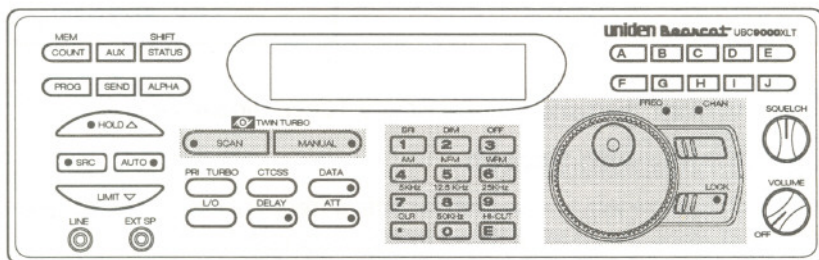 MEM SHIFT
COUNT AUX STATUS
PROG SEND ALPHA
HOLD
SRC AUTO
LIMIT
LINE EXT SP
TWIN TURBO
SCAN MANUAL
PRI TURBO CTCSS DATA
L/O DELAY ATT
uniden Bearcat UBC9000XLT
A B C D E
F G H I J
DIM OFF
1 2 3
AM NFM WFM
4 5 6
5KHz 12.5 KHz 25KHz
7 8 9
CLR 50KHz HI-CUT
. 0 E
FREQ CHAN
LOCK
SQUELCH
VOLUME
OFF